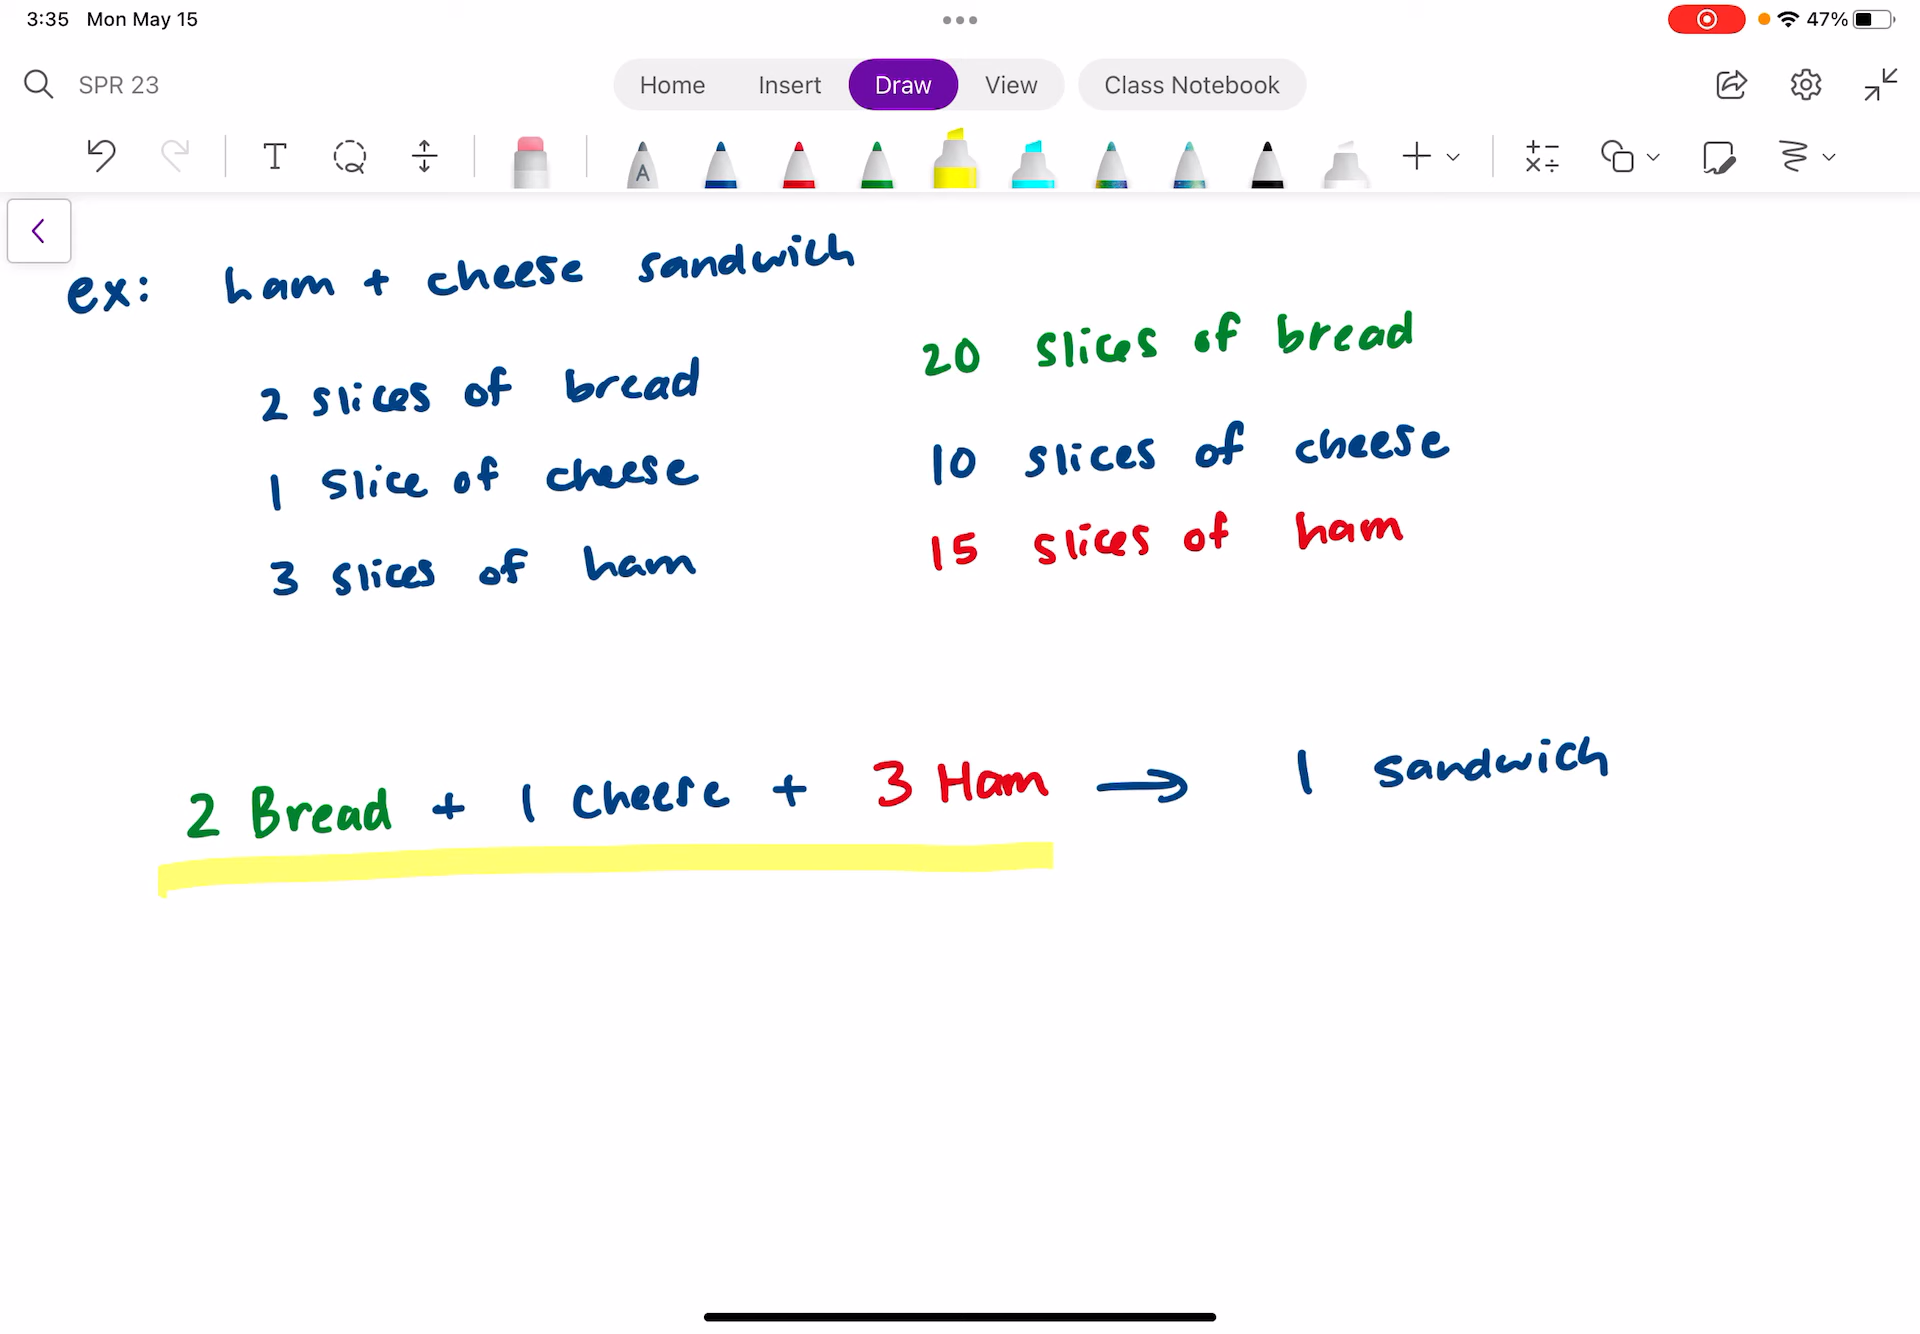 3:35 Mon May 15 47%
SPR 23 Home Insert Draw View Class Notebook
T A
ex: ham + cheese sandwich
2 slices of bread
1 slice of cheese
3 slices of ham
20 slices of bread
10 slices of cheese
15 slices of ham
2 Bread + 1 Cheese + 3 Ham → 1 sandwich